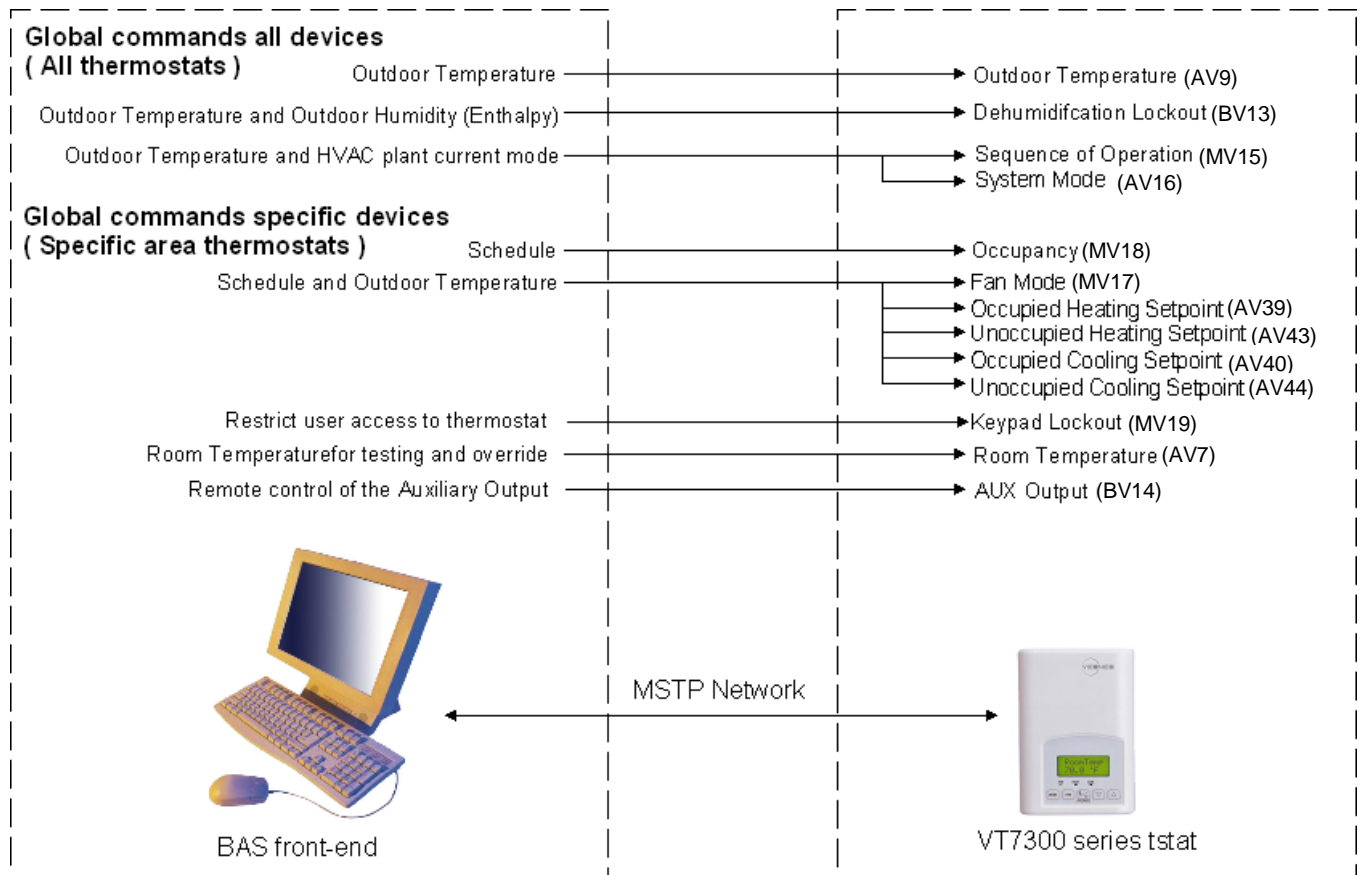 Global commands all devices
( All thermostats )
Outdoor Temperature
Outdoor Temperature (AV9)
Outdoor Temperature and Outdoor Humidity (Enthalpy)
Dehumidifcation Lockout (BV13)
Outdoor Temperature and HVAC plant current mode
Sequence of Operation (MV15)
System Mode (AV16)
Global commands specific devices
( Specific area thermostats )
Schedule
Occupancy (MV18)
Schedule and Outdoor Temperature
Fan Mode (MV17)
Occupied Heating Setpoint (AV39)
Unoccupied Heating Setpoint (AV43)
Occupied Cooling Setpoint (AV40)
Unoccupied Cooling Setpoint (AV44)
Restrict user access to thermostat
Keypad Lockout (MV19)
Room Temperaturefor testing and override
Room Temperature (AV7)
Remote control of the Auxiliary Output
AUX Output (BV14)
MSTP Network
RoomTemp
70.0 °F
BAS front-end
VT7300 series tstat